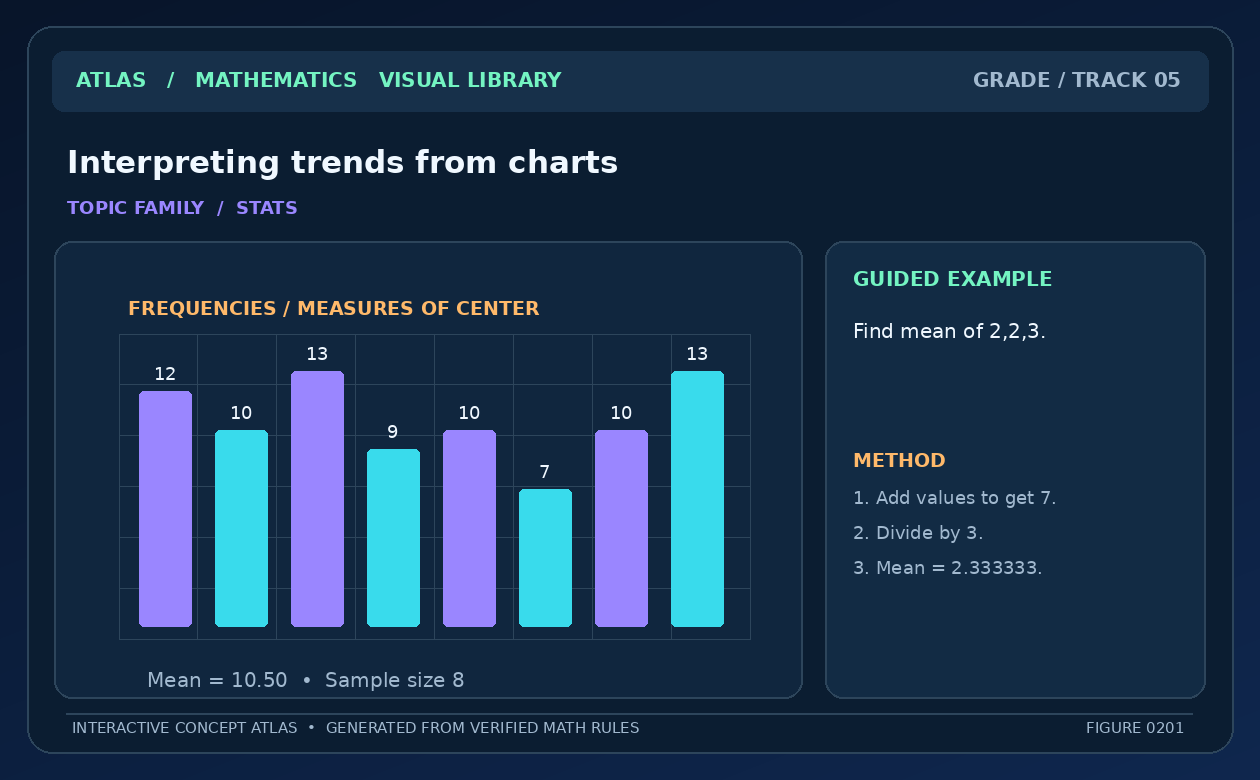 ATLAS / MATHEMATICS VISUAL LIBRARY GRADE / TRACK 05
Interpreting trends from charts
TOPIC FAMILY / STATS
FREQUENCIES / MEASURES OF CENTER
12 10 13 9 10 7 10 13
Mean = 10.50 • Sample size 8
GUIDED EXAMPLE
Find mean of 2,2,3.
METHOD
1. Add values to get 7.
2. Divide by 3.
3. Mean = 2.333333.
INTERACTIVE CONCEPT ATLAS • GENERATED FROM VERIFIED MATH RULES FIGURE 0201